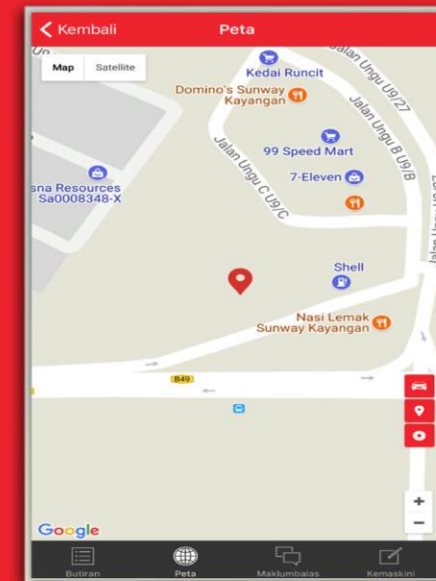 Kembali
Peta
Map
Satellite
Kedai Runcit
Domino's Sunway
Kayangan
Jalan Ungu U9/27
Jalan Ungu B U9/B
99 Speed Mart
7-Eleven
Jalan Ungu C U9/C
sna Resources
Sa0008348-X
Shell
Nasi Lemak
Sunway Kayangan
B49
Google
Butiran
Peta
Maklumbalas
Kemaskini